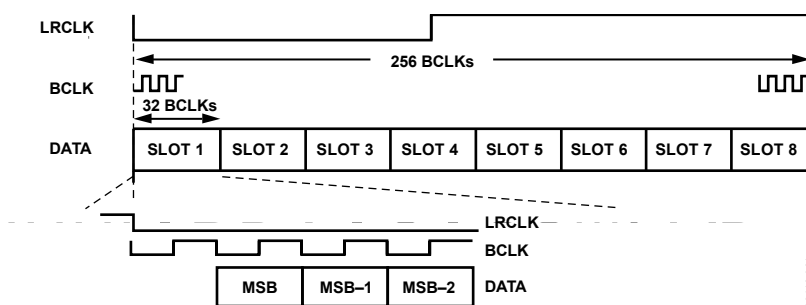 LRCLK
256 BCLKs
BCLK
32 BCLKs
DATA SLOT 1 SLOT 2 SLOT 3 SLOT 4 SLOT 5 SLOT 6 SLOT 7 SLOT 8
LRCLK
BCLK
MSB MSB–1 MSB–2 DATA